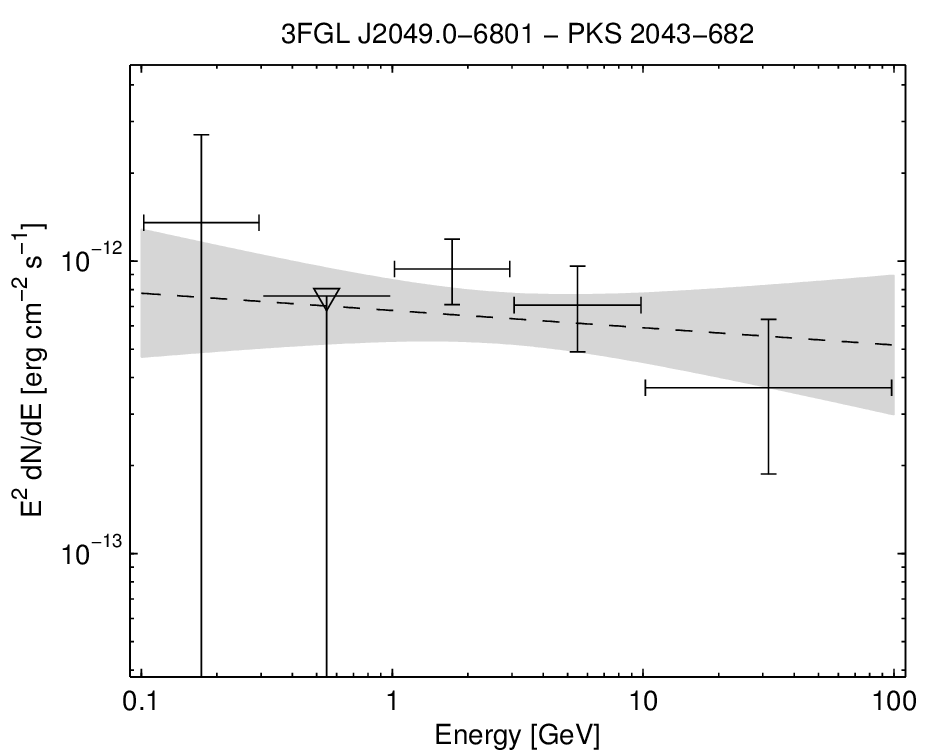 3FGL J2049.0−6801 − PKS 2043−682
E² dN/dE [erg cm⁻² s⁻¹]
10⁻¹²
10⁻¹³
0.1 1 10 100
Energy [GeV]